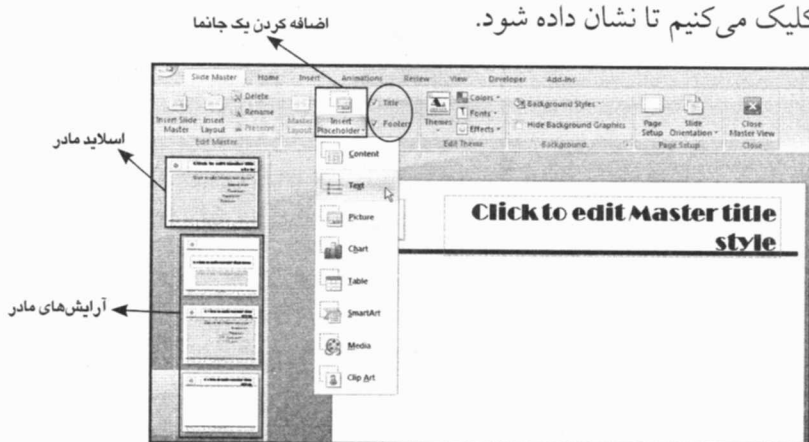 کلیک می‌کنیم تا نشان داده شود.
اضافه کردن یک جانما
Slide Master Home Insert Animations Review View Developer Add-Ins
Insert Slide Master
Insert Layout
Delete
Rename
Preserve
Edit Master
Master Layout
Insert Placeholder
Title
Footers
Themes
Colors
Fonts
Effects
Edit Theme
Background Styles
Hide Background Graphics
Background
Page Setup
Slide Orientation
Page Setup
Close Master View
Close
اسلاید مادر
آرایش‌های مادر
Content
Text
Picture
Chart
Table
SmartArt
Media
Clip Art
Click to edit Master title
style